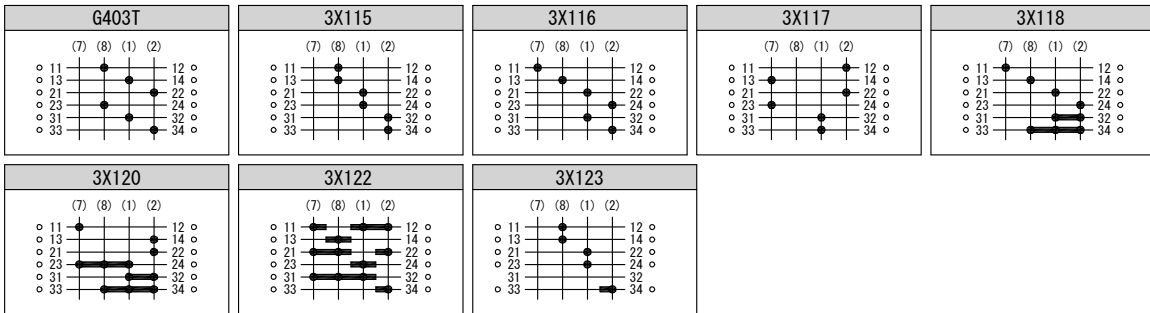 G403T 3X115 3X116 3X117 3X118
(7) (8) (1) (2) (7) (8) (1) (2) (7) (8) (1) (2) (7) (8) (1) (2) (7) (8) (1) (2)
11 12 11 12 11 12 11 12 11 12
13 14 13 14 13 14 13 14 13 14
21 22 21 22 21 22 21 22 21 22
23 24 23 24 23 24 23 24 23 24
31 32 31 32 31 32 31 32 31 32
33 34 33 34 33 34 33 34 33 34
3X120 3X122 3X123
(7) (8) (1) (2) (7) (8) (1) (2) (7) (8) (1) (2)
11 12 11 12 11 12
13 14 13 14 13 14
21 22 21 22 21 22
23 24 23 24 23 24
31 32 31 32 31 32
33 34 33 34 33 34